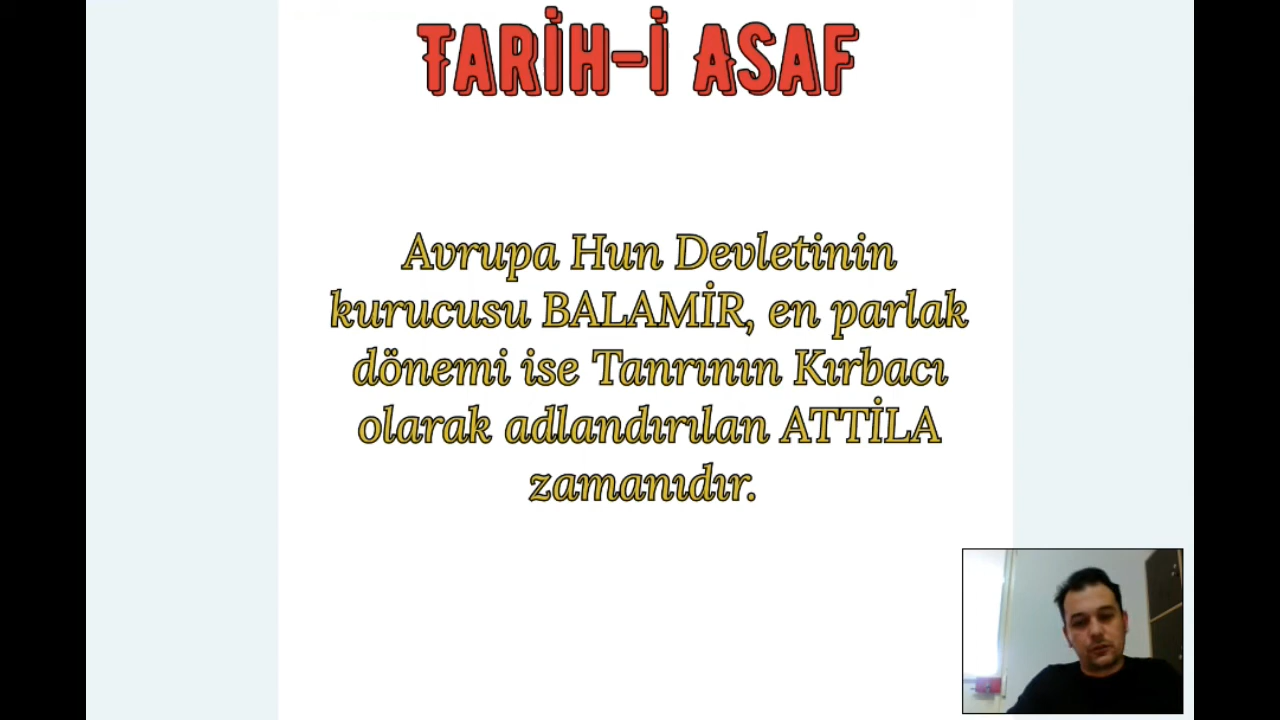 TARİH-İ ASAF
Avrupa Hun Devletinin
kurucusu BALAMİR, en parlak
dönemi ise Tanrının Kırbacı
olarak adlandırılan ATTİLA
zamanıdır.